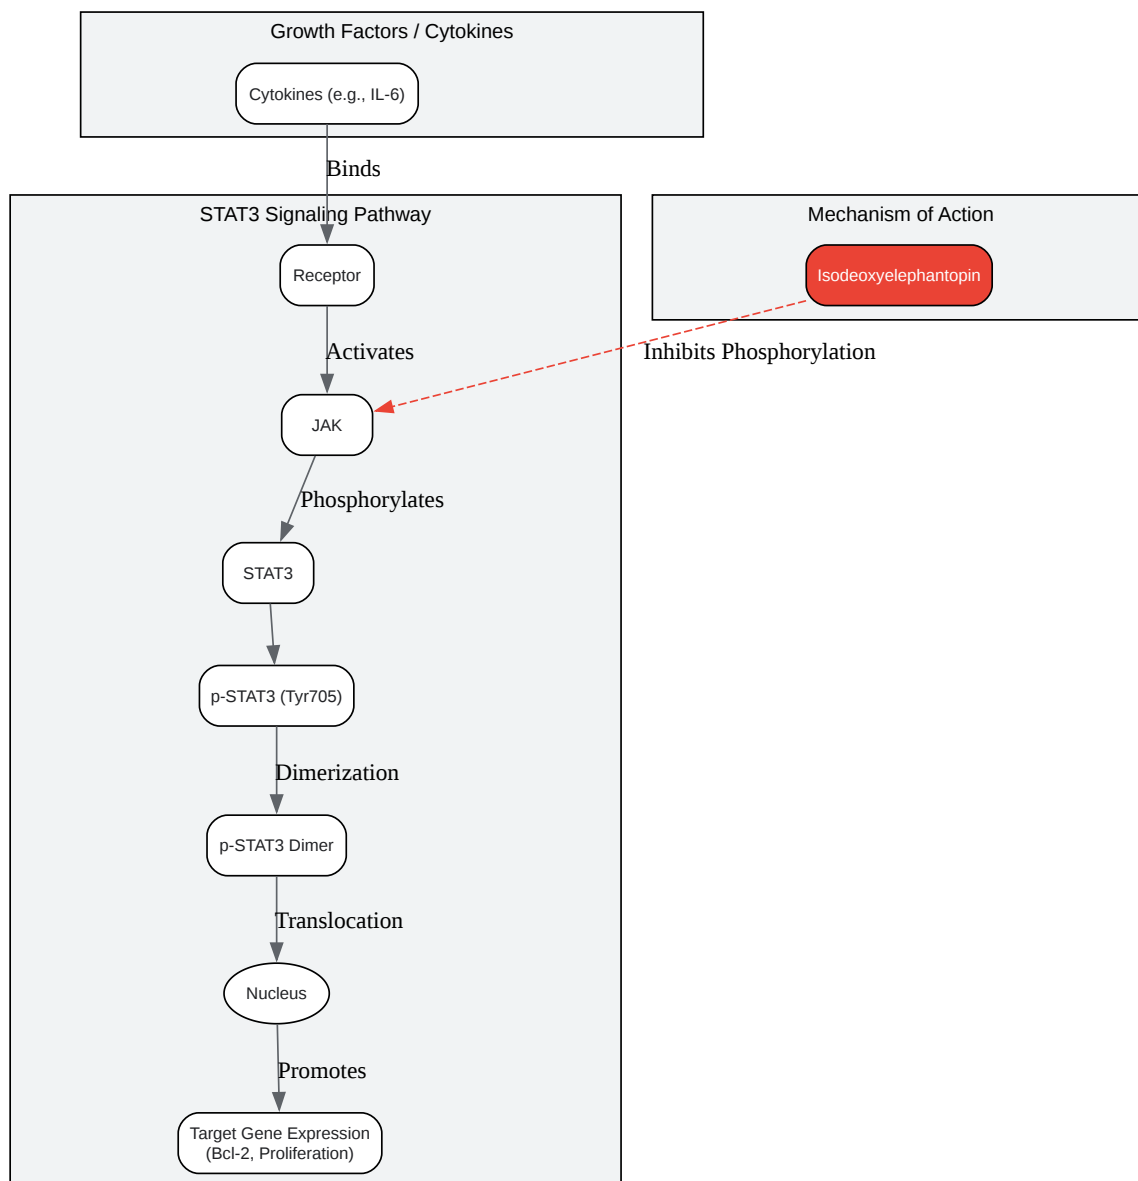 Growth Factors / Cytokines
Cytokines (e.g., IL-6)
Binds
STAT3 Signaling Pathway
Mechanism of Action
Receptor
Isodeoxyelephantopin
Activates
Inhibits Phosphorylation
JAK
Phosphorylates
STAT3
p-STAT3 (Tyr705)
Dimerization
p-STAT3 Dimer
Translocation
Nucleus
Promotes
Target Gene Expression
(Bcl-2, Proliferation)